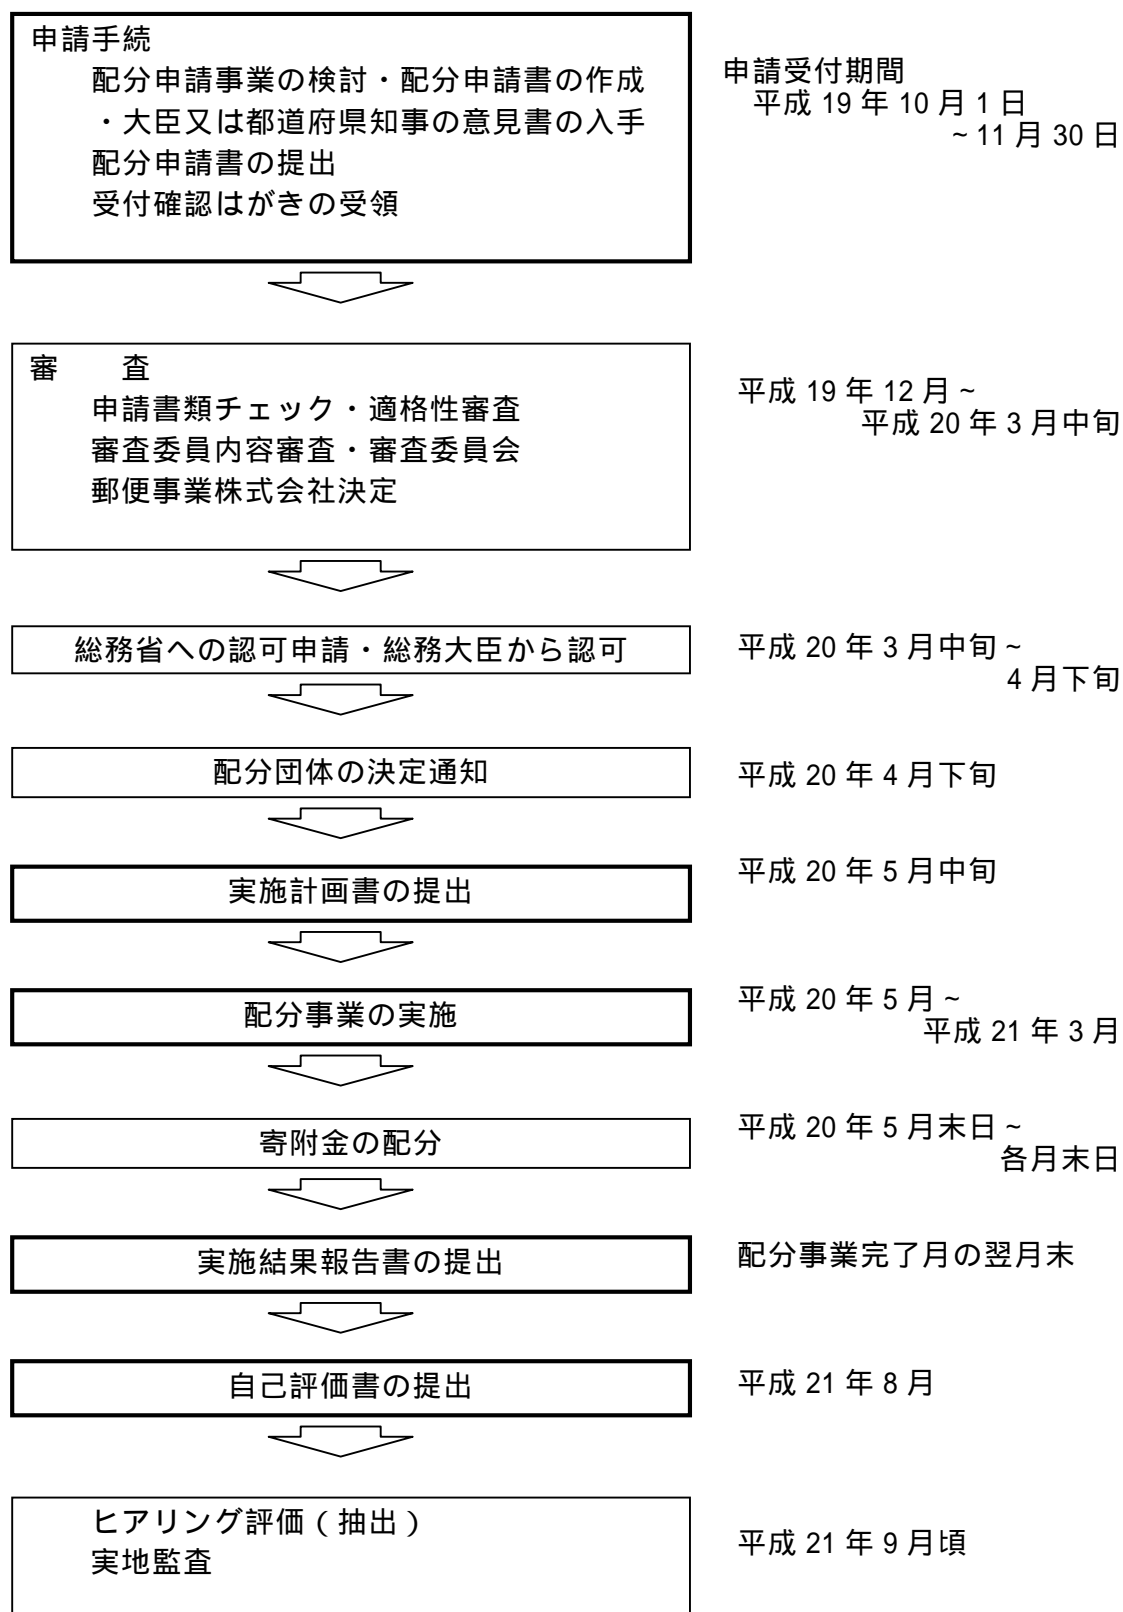 申請手続
配分申請事業の検討・配分申請書の作成
・大臣又は都道府県知事の意見書の入手
配分申請書の提出
受付確認はがきの受領
申請受付期間
平成 19 年 10 月 1 日
~ 11 月 30 日
審　　査
申請書類チェック・適格性審査
審査委員内容審査・審査委員会
郵便事業株式会社決定
平成 19 年 12 月 ~
平成 20 年 3 月中旬
総務省への認可申請・総務大臣から認可
平成 20 年 3 月中旬 ~
4 月下旬
配分団体の決定通知
平成 20 年 4 月下旬
実施計画書の提出
平成 20 年 5 月中旬
配分事業の実施
平成 20 年 5 月 ~
平成 21 年 3 月
寄附金の配分
平成 20 年 5 月末日 ~
各月末日
実施結果報告書の提出
配分事業完了月の翌月末
自己評価書の提出
平成 21 年 8 月
ヒアリング評価（抽出）
実地監査
平成 21 年 9 月頃